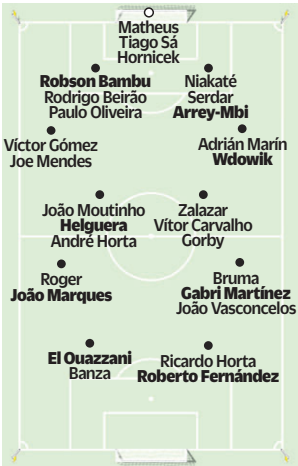 Matheus
Tiago Sá
Hornicek
Robson Bambu
Rodrigo Beirão
Paulo Oliveira
Niakaté
Serdar
Arrey-Mbi
Víctor Gómez
Joe Mendes
Adrián Marín
Wdowik
João Moutinho
Helguera
André Horta
Zalazar
Vítor Carvalho
Gorby
Roger
João Marques
Bruma
Gabri Martínez
João Vasconcelos
El Ouazzani
Banza
Ricardo Horta
Roberto Fernández